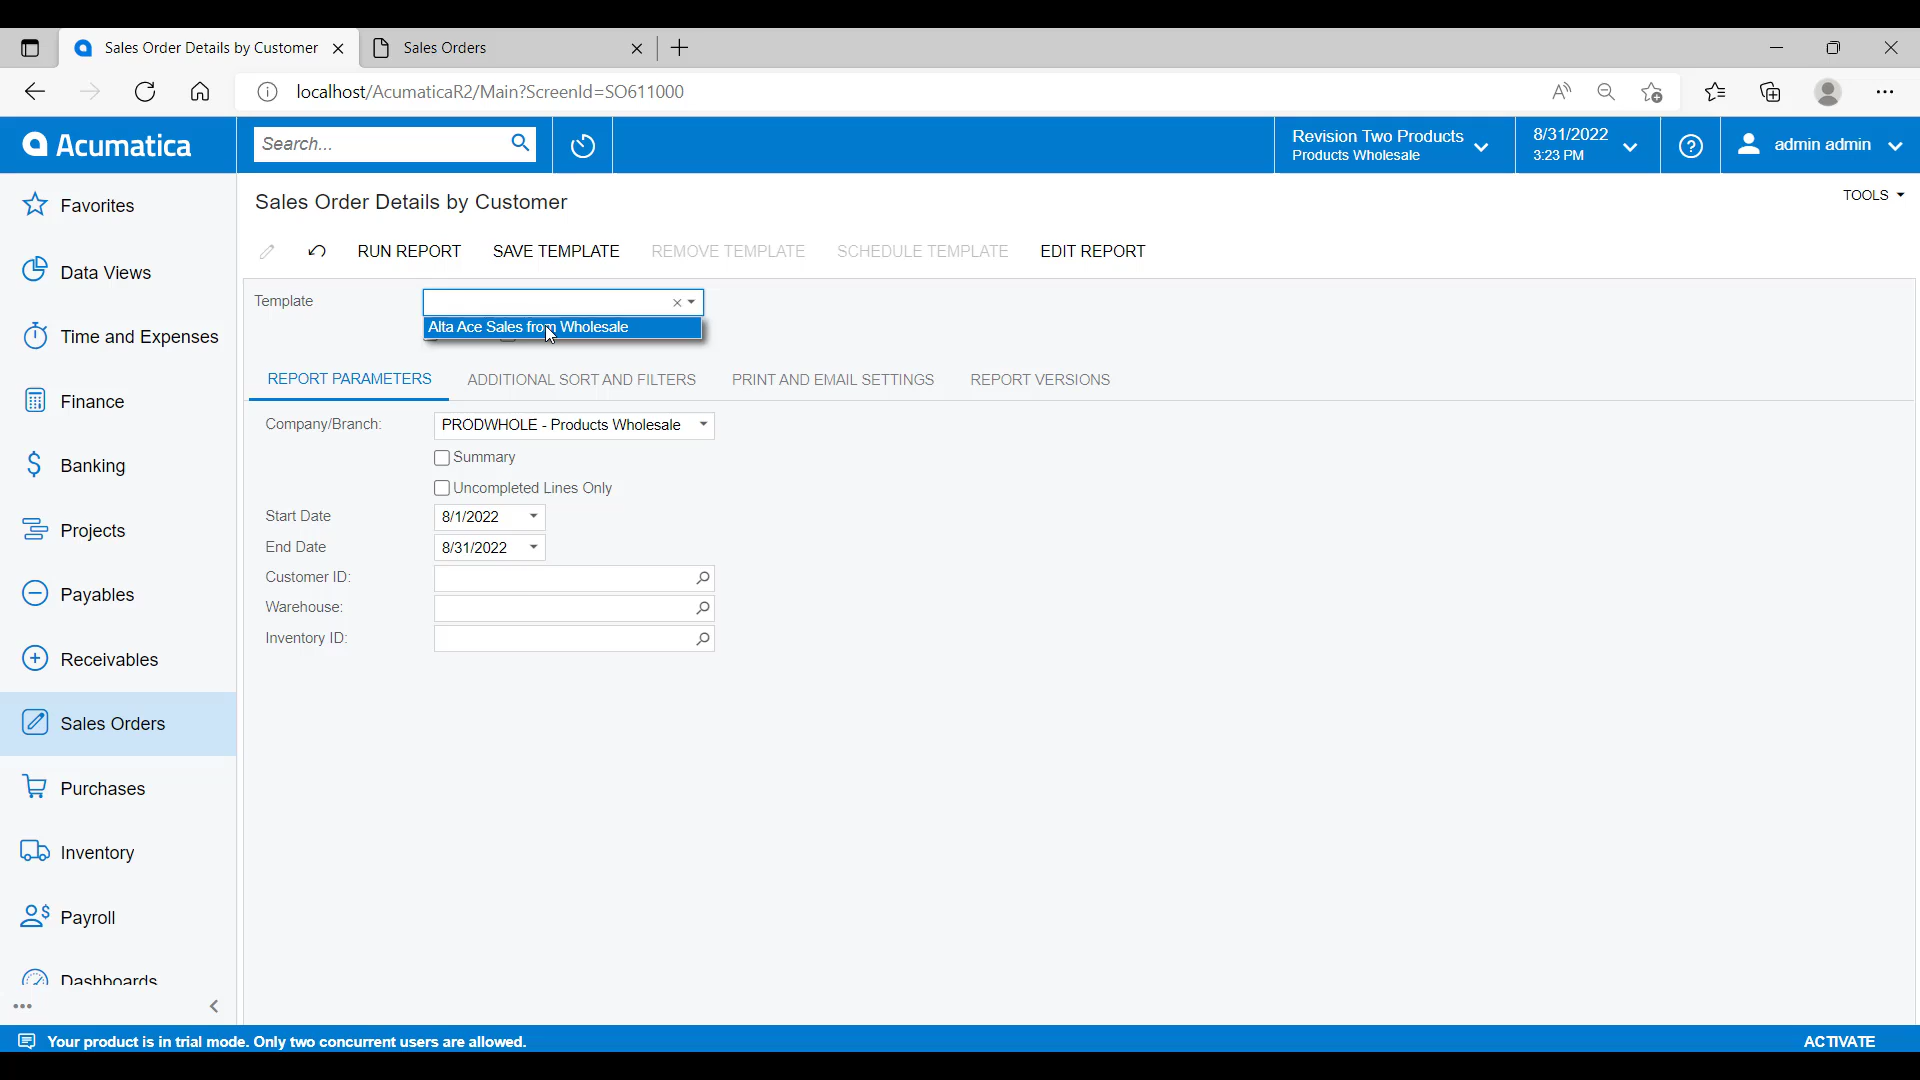 Sales Order Details by Customer
Sales Orders
localhost/AcumaticaR2/Main?ScreenId=SO611000
Acumatica
Search...
Revision Two Products
Products Wholesale
8/31/2022
3:23 PM
admin admin
Favorites
Data Views
Time and Expenses
Finance
Banking
Projects
Payables
Receivables
Sales Orders
Purchases
Inventory
Payroll
Dashboards
Sales Order Details by Customer
TOOLS
RUN REPORT SAVE TEMPLATE REMOVE TEMPLATE SCHEDULE TEMPLATE EDIT REPORT
Template
Alta Ace Sales from Wholesale
REPORT PARAMETERS ADDITIONAL SORT AND FILTERS PRINT AND EMAIL SETTINGS REPORT VERSIONS
Company/Branch: PRODWHOLE - Products Wholesale
Summary
Uncompleted Lines Only
Start Date 8/1/2022
End Date 8/31/2022
Customer ID:
Warehouse:
Inventory ID:
Your product is in trial mode. Only two concurrent users are allowed.
ACTIVATE